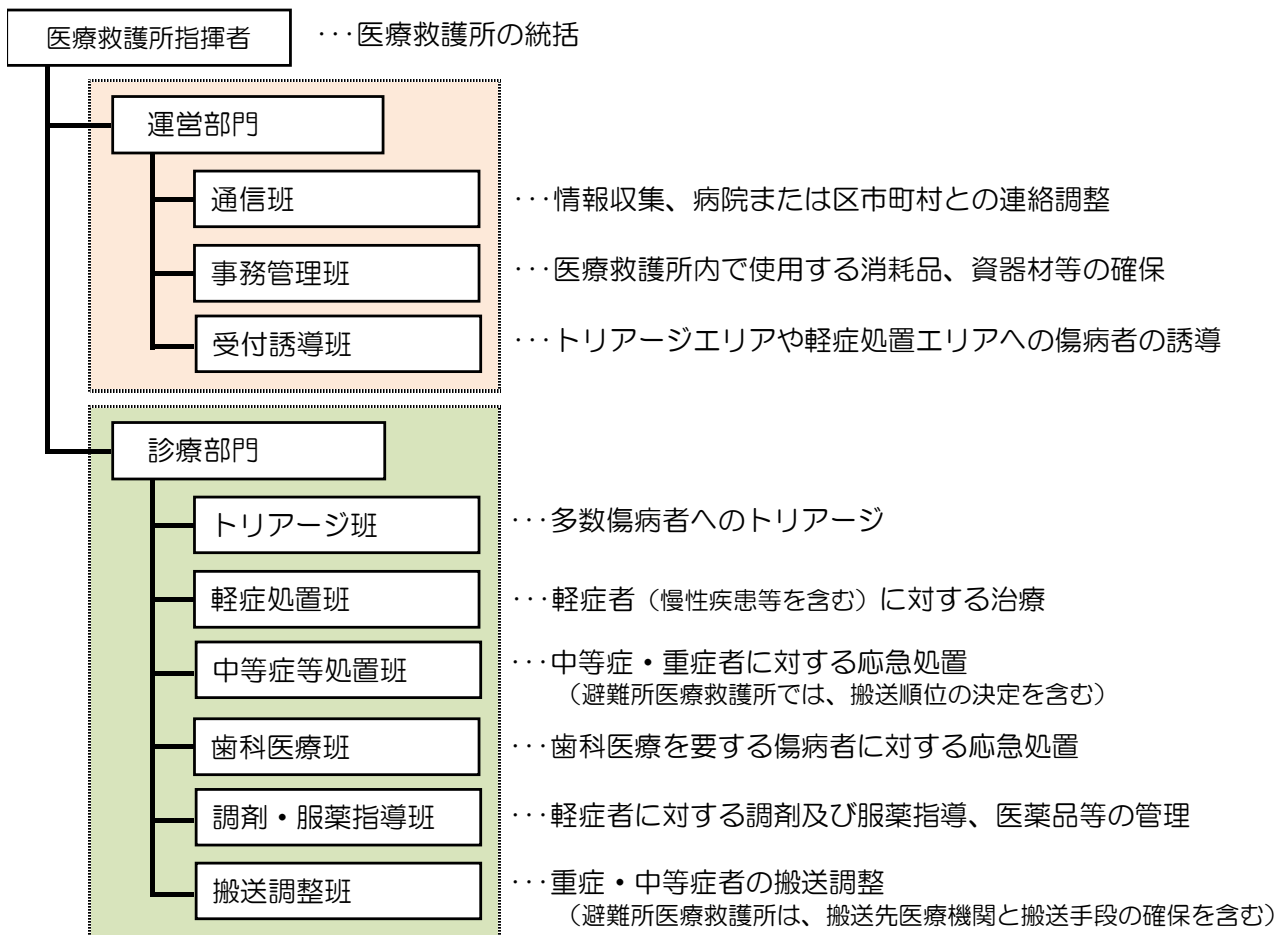 医療救護所指揮者 ･･･医療救護所の統括
運営部門
通信班 ･･･情報収集、病院または区市町村との連絡調整
事務管理班 ･･･医療救護所内で使用する消耗品、資器材等の確保
受付誘導班 ･･･トリアージエリアや軽症処置エリアへの傷病者の誘導
診療部門
トリアージ班 ･･･多数傷病者へのトリアージ
軽症処置班 ･･･軽症者（慢性疾患等を含む）に対する治療
中等症等処置班 ･･･中等症・重症者に対する応急処置
（避難所医療救護所では、搬送順位の決定を含む）
歯科医療班 ･･･歯科医療を要する傷病者に対する応急処置
調剤・服薬指導班 ･･･軽症者に対する調剤及び服薬指導、医薬品等の管理
搬送調整班 ･･･重症・中等症者の搬送調整
（避難所医療救護所は、搬送先医療機関と搬送手段の確保を含む）